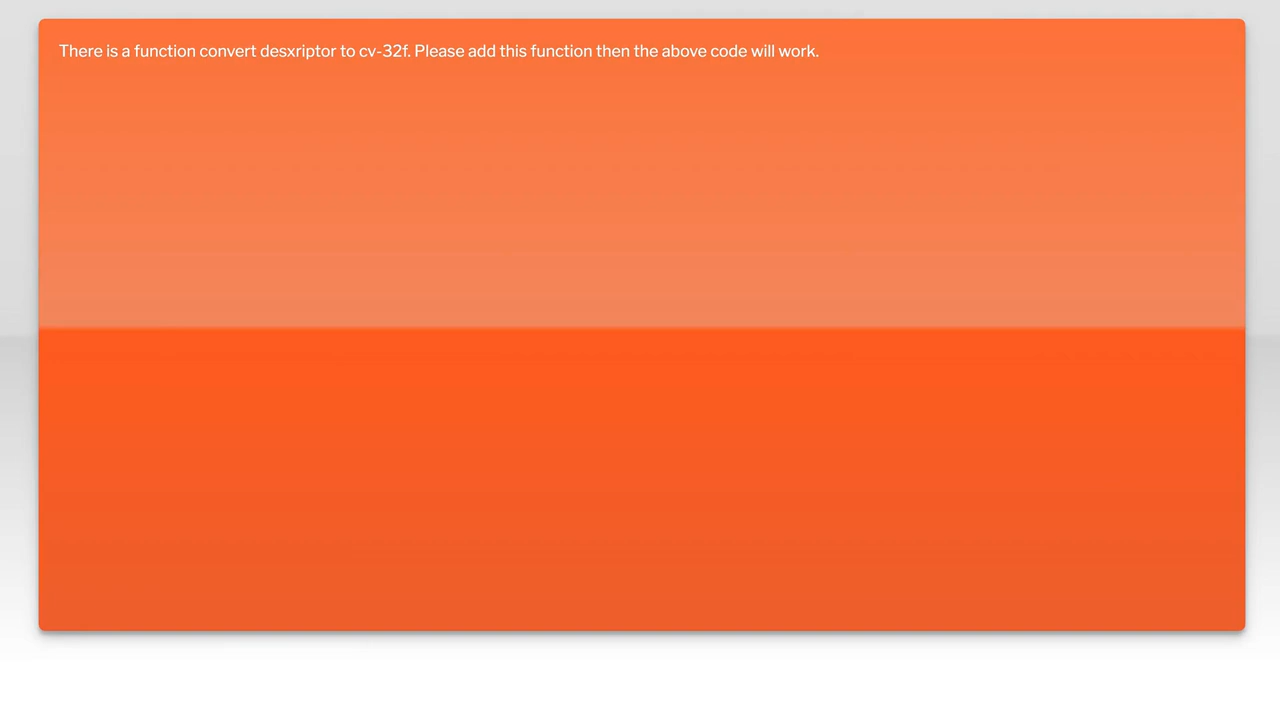 There is a function convert desxriptor to cv-32f. Please add this function then the above code will work.